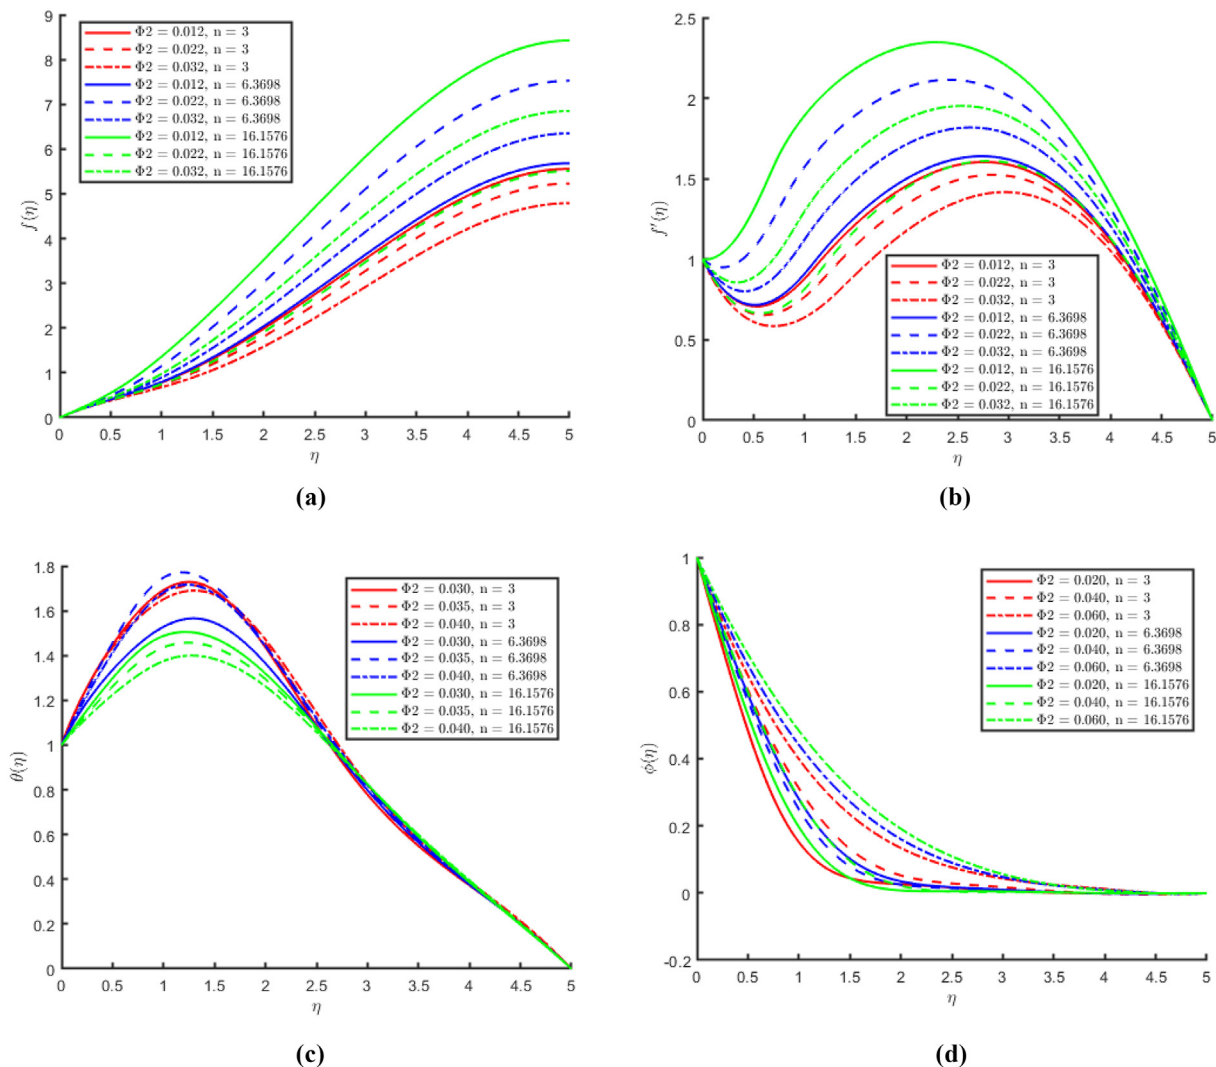 9
8
7
6
5
4
3
2
1
0
f(η)
Φ2 = 0.012, n = 3
Φ2 = 0.022, n = 3
Φ2 = 0.032, n = 3
Φ2 = 0.012, n = 6.3698
Φ2 = 0.022, n = 6.3698
Φ2 = 0.032, n = 6.3698
Φ2 = 0.012, n = 16.1576
Φ2 = 0.022, n = 16.1576
Φ2 = 0.032, n = 16.1576
0 0.5 1 1.5 2 2.5 3 3.5 4 4.5 5
η
(a)
2.5
2
1.5
1
0.5
0
f′(η)
Φ2 = 0.012, n = 3
Φ2 = 0.022, n = 3
Φ2 = 0.032, n = 3
Φ2 = 0.012, n = 6.3698
Φ2 = 0.022, n = 6.3698
Φ2 = 0.032, n = 6.3698
Φ2 = 0.012, n = 16.1576
Φ2 = 0.022, n = 16.1576
Φ2 = 0.032, n = 16.1576
0 0.5 1 1.5 2 2.5 3 3.5 4 4.5 5
η
(b)
1.8
1.6
1.4
1.2
1
0.8
0.6
0.4
0.2
0
θ(η)
Φ2 = 0.030, n = 3
Φ2 = 0.035, n = 3
Φ2 = 0.040, n = 3
Φ2 = 0.030, n = 6.3698
Φ2 = 0.035, n = 6.3698
Φ2 = 0.040, n = 6.3698
Φ2 = 0.030, n = 16.1576
Φ2 = 0.035, n = 16.1576
Φ2 = 0.040, n = 16.1576
0 0.5 1 1.5 2 2.5 3 3.5 4 4.5 5
η
(c)
1
0.8
0.6
0.4
0.2
0
-0.2
ϕ(η)
Φ2 = 0.020, n = 3
Φ2 = 0.040, n = 3
Φ2 = 0.060, n = 3
Φ2 = 0.020, n = 6.3698
Φ2 = 0.040, n = 6.3698
Φ2 = 0.060, n = 6.3698
Φ2 = 0.020, n = 16.1576
Φ2 = 0.040, n = 16.1576
Φ2 = 0.060, n = 16.1576
0 0.5 1 1.5 2 2.5 3 3.5 4 4.5 5
η
(d)